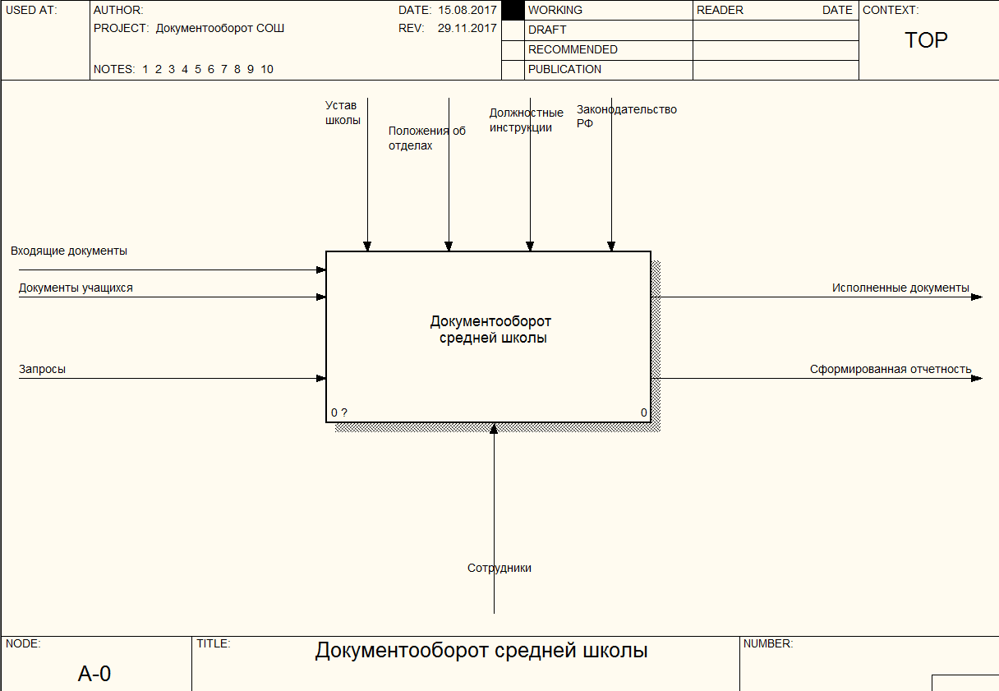 USED AT:
AUTHOR:
DATE: 15.08.2017
PROJECT: Документооборот СОШ
REV: 29.11.2017
NOTES: 1 2 3 4 5 6 7 8 9 10
WORKING
DRAFT
RECOMMENDED
PUBLICATION
READER DATE
CONTEXT:
TOP
Устав
школы
Положения об
отделах
Должностные
инструкции
Законодательство
РФ
Входящие документы
Документы учащихся
Запросы
Документооборот
средней школы
0 ?
0
Исполненные документы
Сформированная отчетность
Сотрудники
NODE:
A-0
TITLE:
Документооборот средней школы
NUMBER: